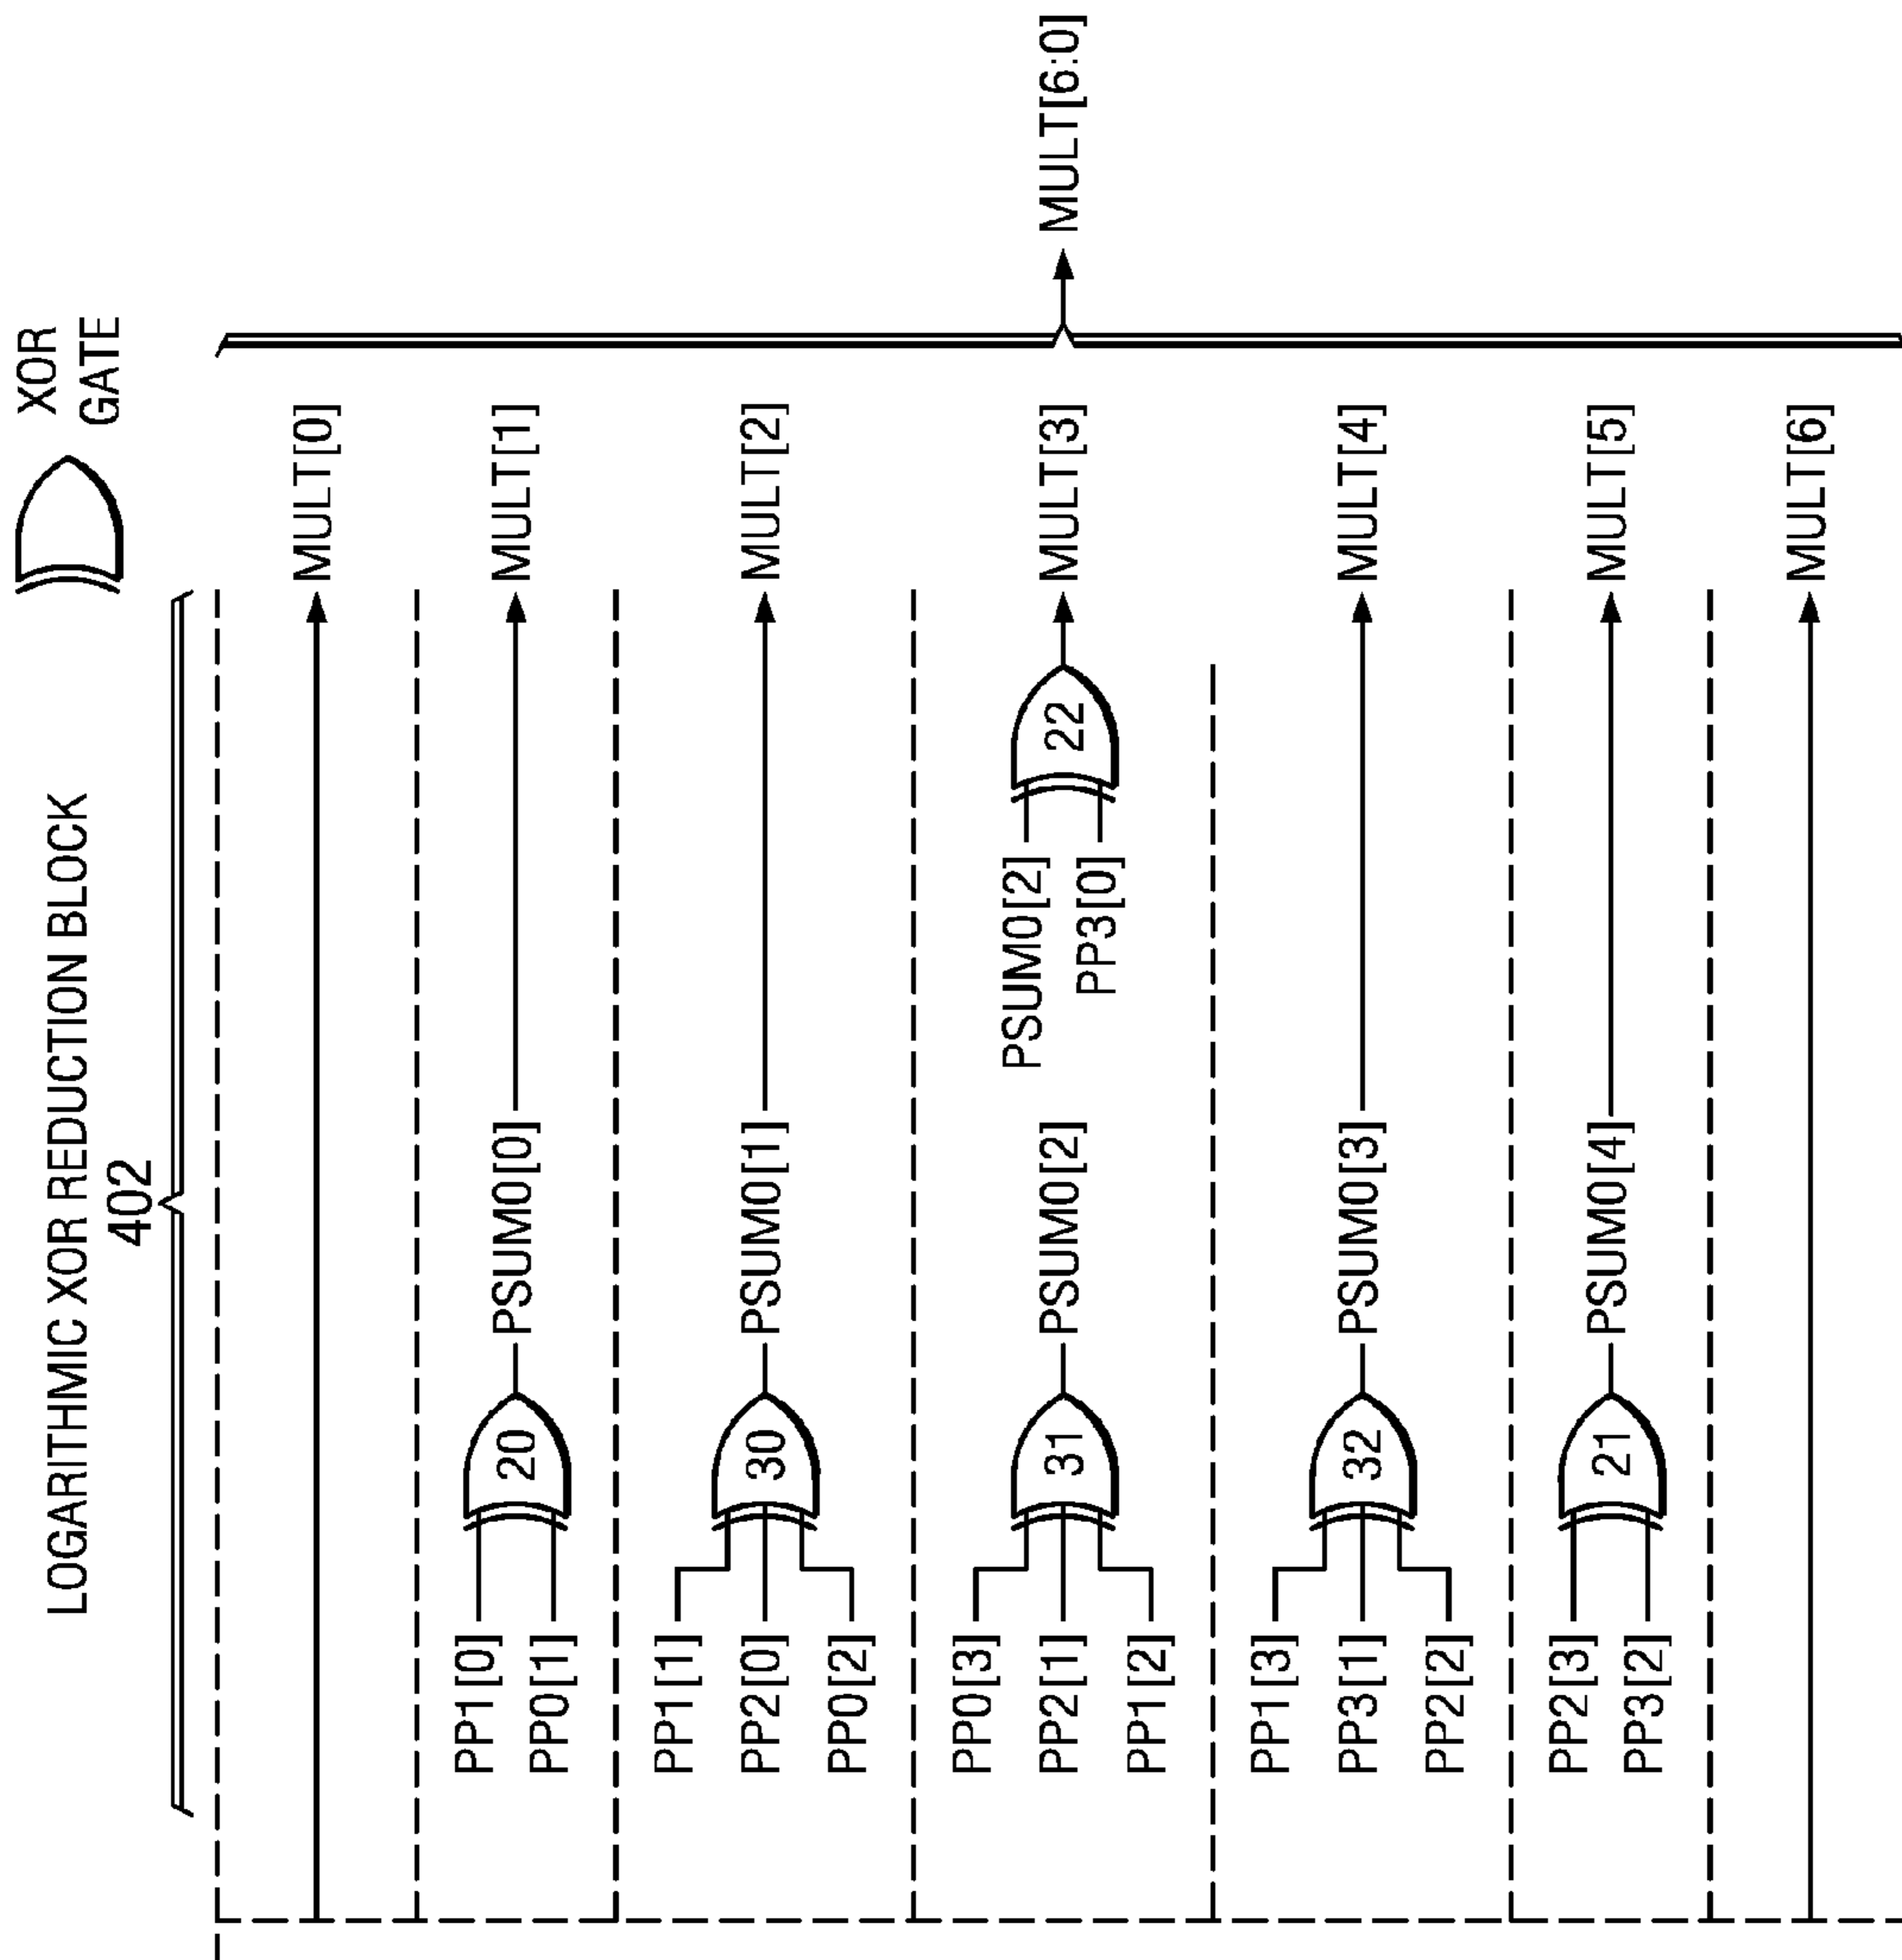 LOGARITHMIC XOR REDUCTION BLOCK
402
XOR
GATE
MULT[0]
PP1[0]
PP0[1]
20
PSUM0[0]
MULT[1]
PP1[1]
PP2[0]
PP0[2]
30
PSUM0[1]
MULT[2]
PP0[3]
PP2[1]
PP1[2]
31
PSUM0[2]
PSUM0[2]
PP3[0]
22
MULT[3]
MULT[6:0]
PP1[3]
PP3[1]
PP2[2]
32
PSUM0[3]
MULT[4]
PP2[3]
PP3[2]
21
PSUM0[4]
MULT[5]
MULT[6]